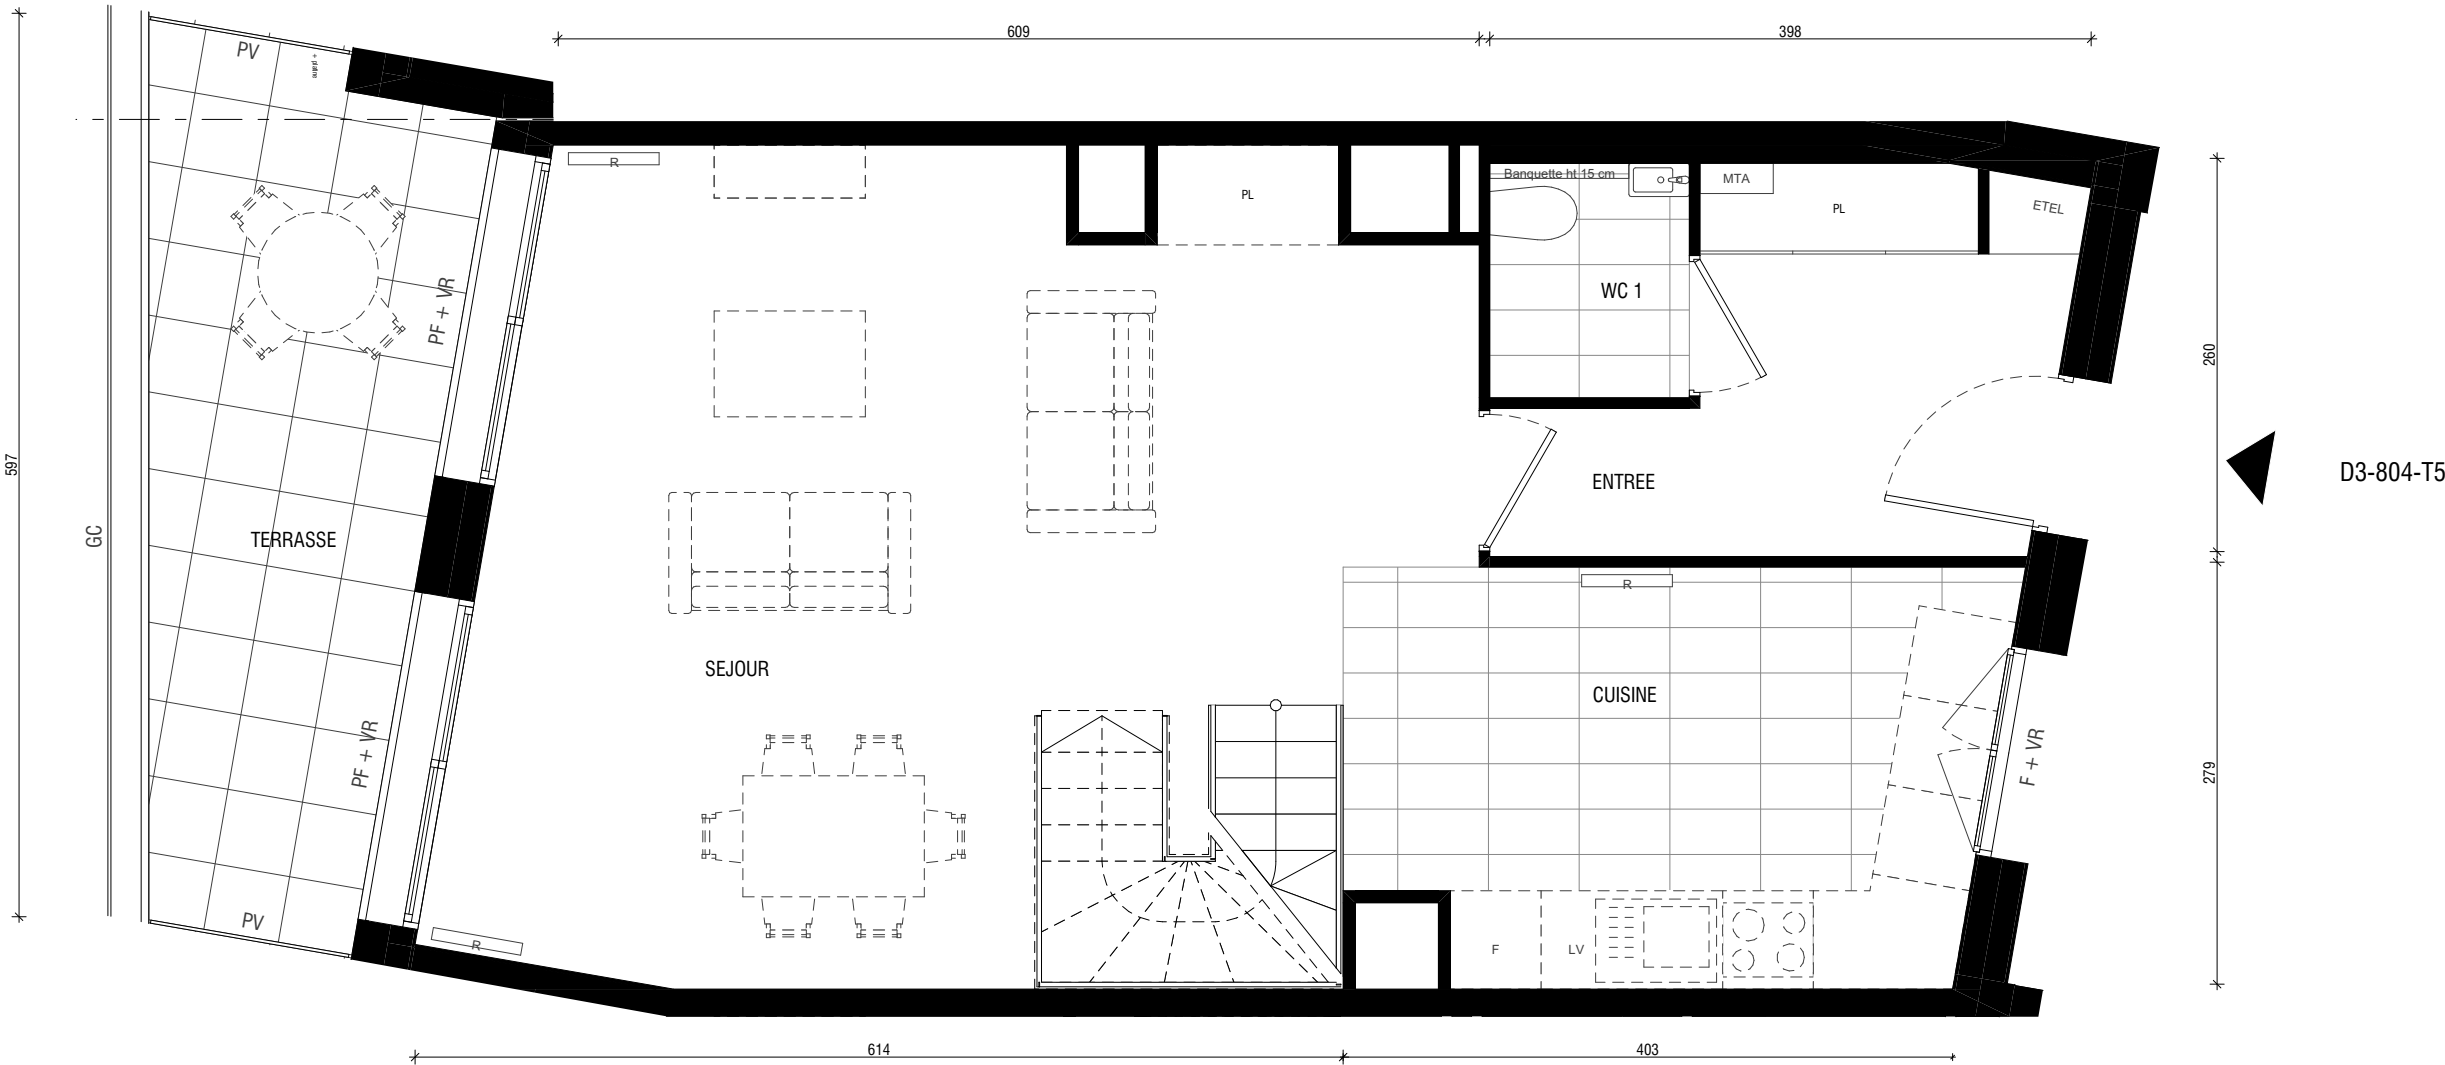 609
398
PV
+ platine
R
Banquette ht 15 cm
MTA
PL
PL
ETEL
WC 1
PF + VR
260
597
GC
TERRASSE
ENTREE
D3-804-T5
R
SEJOUR
CUISINE
PF + VR
F + VR
279
PV
R
F
LV
614
403